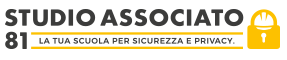 STUDIO ASSOCIATO
81 LA TUA SCUOLA PER SICUREZZA E PRIVACY.